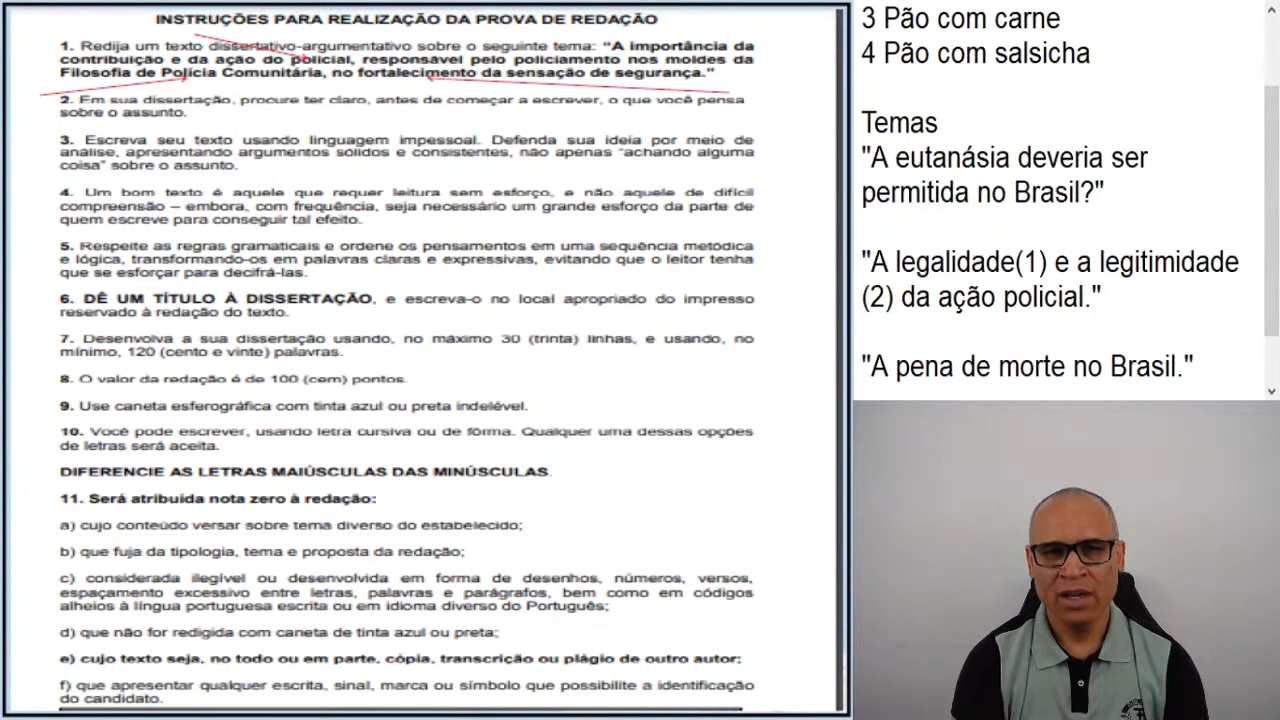 INSTRUÇÕES PARA REALIZAÇÃO DA PROVA DE REDAÇÃO
1. Redija um texto dissertativo-argumentativo sobre o seguinte tema: “A importância da
contribuição e da ação do policial, responsável pelo policiamento nos moldes da
Filosofia de Polícia Comunitária, no fortalecimento da sensação de segurança.”
2. Em sua dissertação, procure ter claro, antes de começar a escrever, o que você pensa
sobre o assunto.
3. Escreva seu texto usando linguagem impessoal. Defenda sua ideia por meio de
análise, apresentando argumentos sólidos e consistentes, não apenas “achando alguma
coisa” sobre o assunto.
4. Um bom texto é aquele que requer leitura sem esforço, e não aquele de difícil
compreensão – embora, com frequência, seja necessário um grande esforço da parte de
quem escreve para conseguir tal efeito.
5. Respeite as regras gramaticais e ordene os pensamentos em uma sequência metódica
e lógica, transformando-os em palavras claras e expressivas, evitando que o leitor tenha
que se esforçar para decifrá-las.
6. DÊ UM TÍTULO À DISSERTAÇÃO, e escreva-o no local apropriado do impresso
reservado à redação do texto.
7. Desenvolva a sua dissertação usando, no máximo 30 (trinta) linhas, e usando, no
mínimo, 120 (cento e vinte) palavras.
8. O valor da redação é de 100 (cem) pontos.
9. Use caneta esferográfica com tinta azul ou preta indelével.
10. Você pode escrever, usando letra cursiva ou de fôrma. Qualquer uma dessas opções
de letras será aceita.
DIFERENCIE AS LETRAS MAIÚSCULAS DAS MINÚSCULAS.
11. Será atribuída nota zero à redação:
a) cujo conteúdo versar sobre tema diverso do estabelecido;
b) que fuja da tipologia, tema e proposta da redação;
c) considerada ilegível ou desenvolvida em forma de desenhos, números, versos,
espaçamento excessivo entre letras, palavras e parágrafos, bem como em códigos
alheios à língua portuguesa escrita ou em idioma diverso do Português;
d) que não for redigida com caneta de tinta azul ou preta;
e) cujo texto seja, no todo ou em parte, cópia, transcrição ou plágio de outro autor;
f) que apresentar qualquer escrita, sinal, marca ou símbolo que possibilite a identificação
do candidato.
3 Pão com carne
4 Pão com salsicha
Temas
"A eutanásia deveria ser
permitida no Brasil?"
"A legalidade(1) e a legitimidade
(2) da ação policial."
"A pena de morte no Brasil."